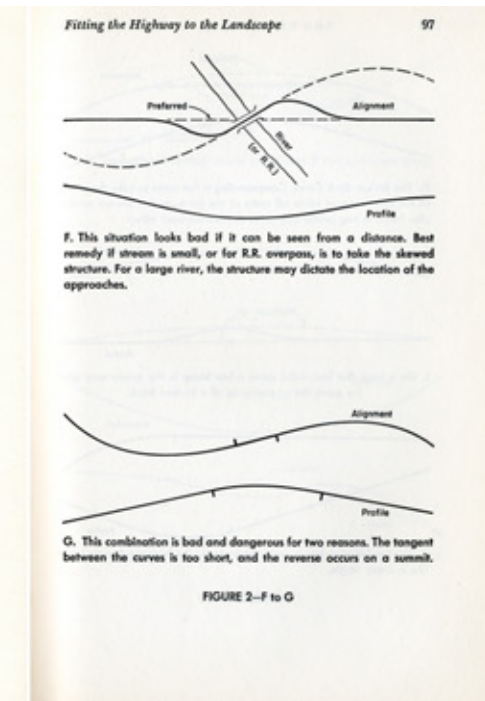 Fitting the Highway to the Landscape 97
Preferred
Alignment
River
(or R.R.)
Profile
F. This situation looks bad if it can be seen from a distance. Best
remedy if stream is small, or for R.R. overpass, is to take the skewed
structure. For a large river, the structure may dictate the location of the
approaches.
Alignment
Profile
G. This combination is bad and dangerous for two reasons. The tangent
between the curves is too short, and the reverse occurs on a summit.
FIGURE 2—F to G